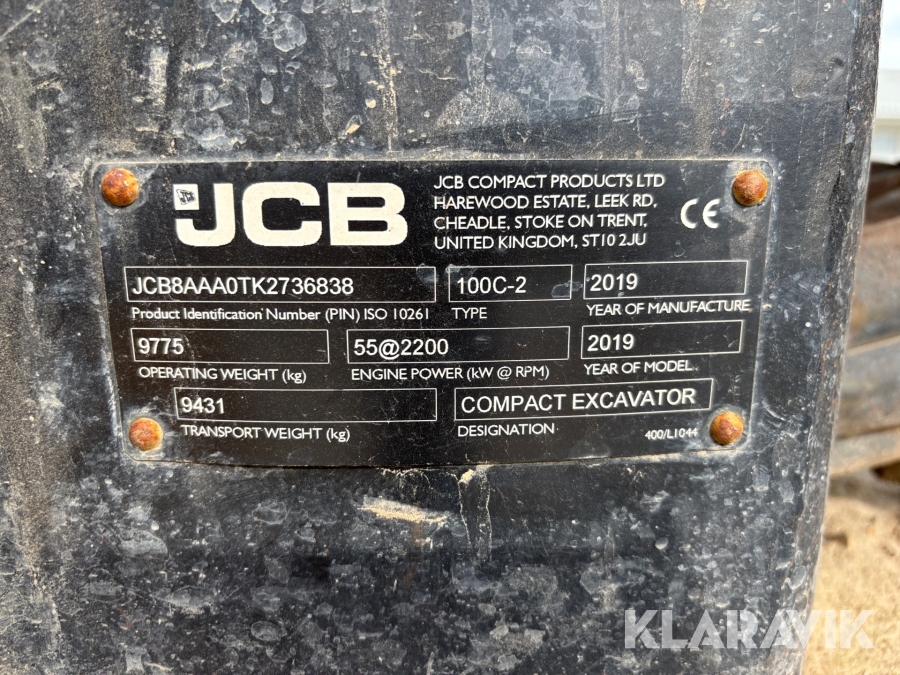 JCB
JCB COMPACT PRODUCTS LTD
HAREWOOD ESTATE, LEEK RD,
CHEADLE, STOKE ON TRENT,
UNITED KINGDOM, ST10 2JU
CE
JCB8AAA0TK2736838
100C-2
2019
Product Identification Number (PIN) ISO 10261
TYPE
YEAR OF MANUFACTURE
9775
55@2200
2019
OPERATING WEIGHT (kg)
ENGINE POWER (kW @ RPM)
YEAR OF MODEL
9431
COMPACT EXCAVATOR
TRANSPORT WEIGHT (kg)
DESIGNATION
400/L1044
KLARAVIK